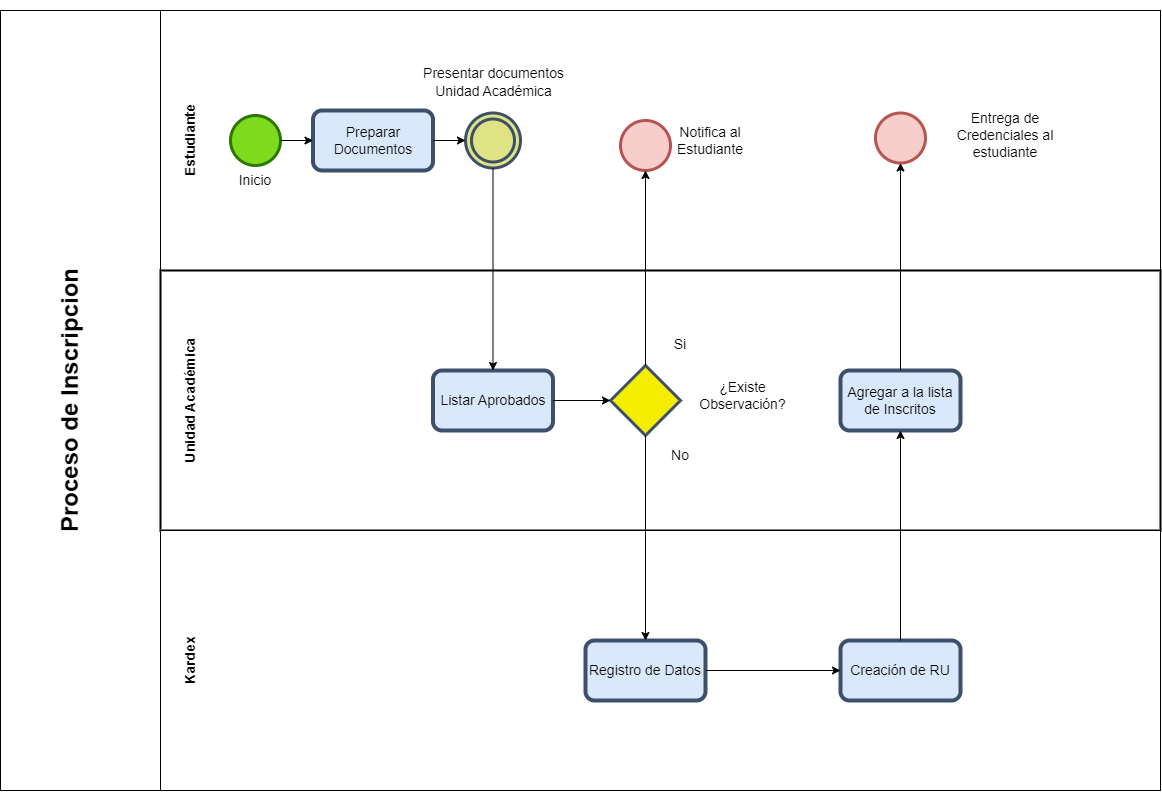 Proceso de Inscripcion
Estudiante
Inicio
Preparar
Documentos
Presentar documentos
Unidad Académica
Notifica al
Estudiante
Entrega de
Credenciales al
estudiante
Unidad Académica
Listar Aprobados
Si
¿Existe
Observación?
No
Agregar a la lista
de Inscritos
Kardex
Registro de Datos
Creación de RU